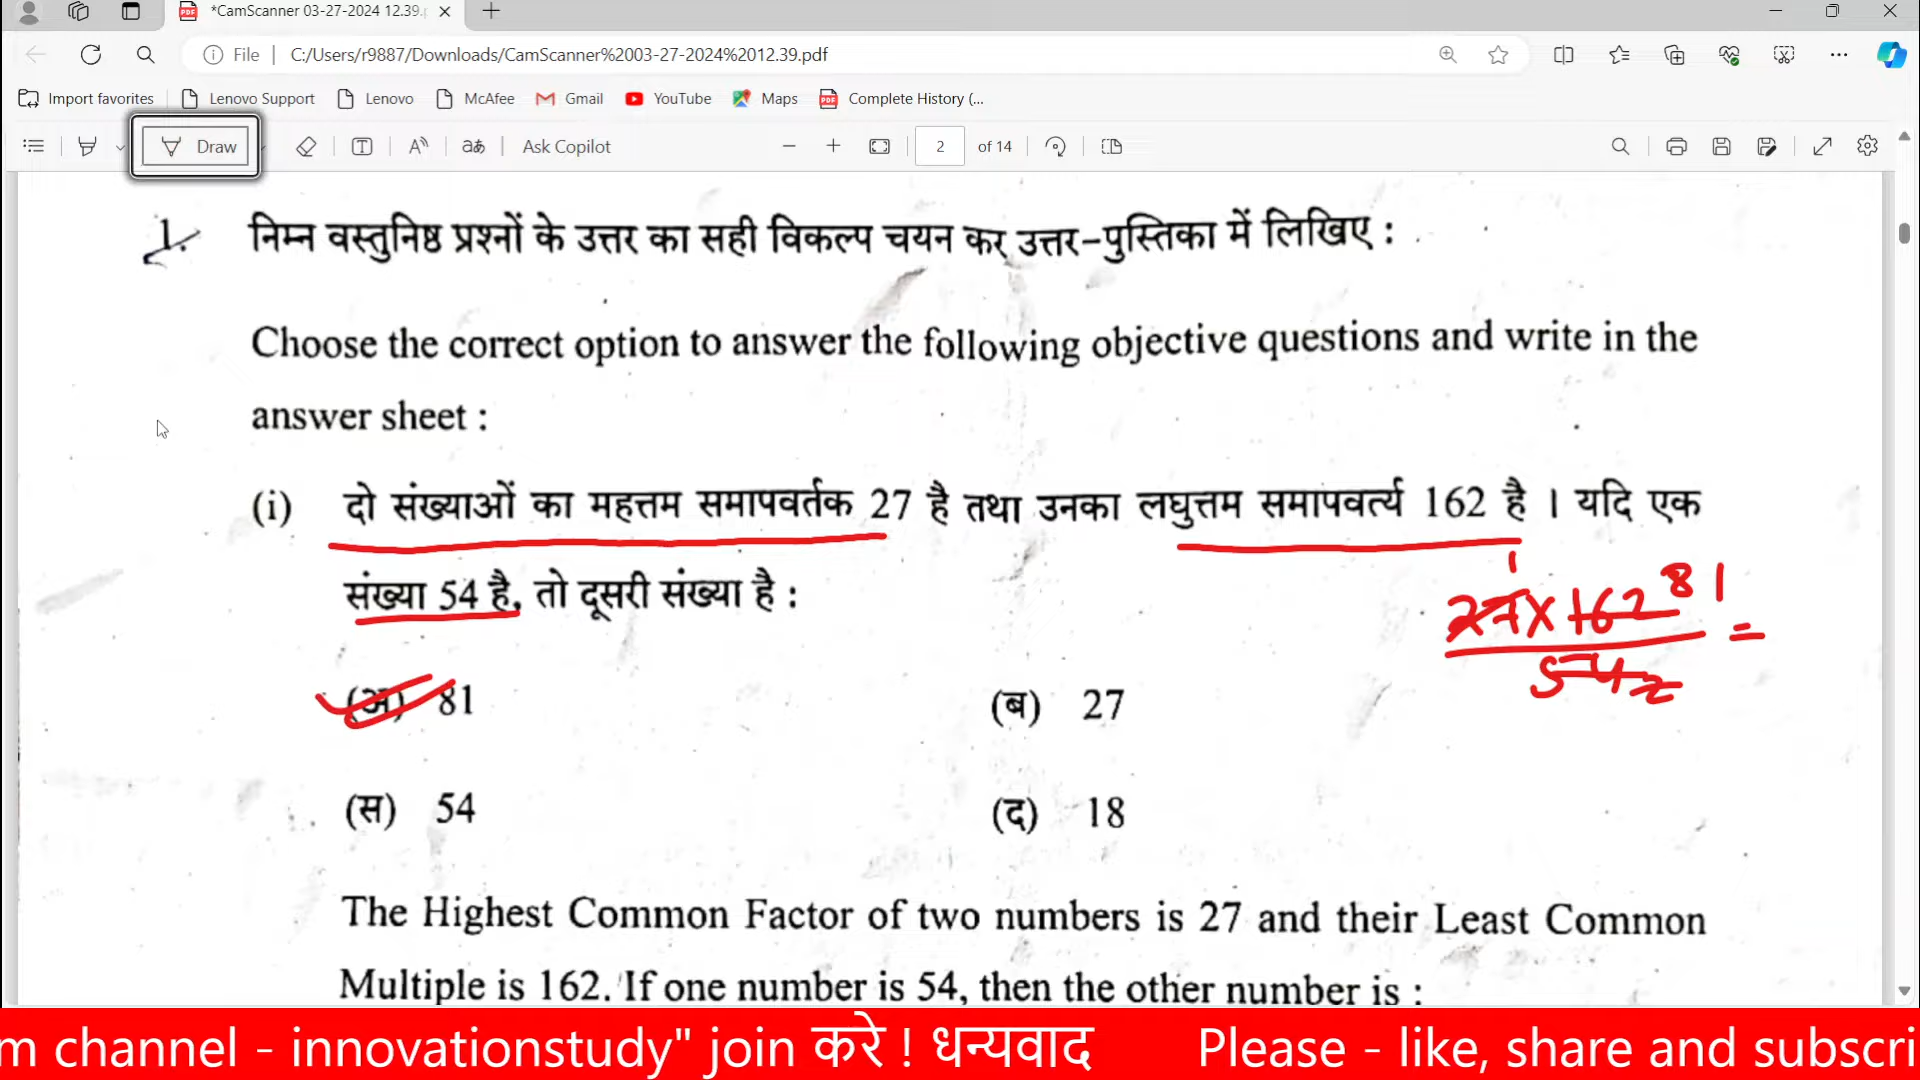 *CamScanner 03-27-2024 12.39.
File C:/Users/r9887/Downloads/CamScanner%2003-27-2024%2012.39.pdf
Import favorites Lenovo Support Lenovo McAfee Gmail YouTube Maps Complete History (...
Draw Ask Copilot 2 of 14
1. निम्न वस्तुनिष्ठ प्रश्नों के उत्तर का सही विकल्प चयन कर उत्तर-पुस्तिका में लिखिए :
Choose the correct option to answer the following objective questions and write in the
answer sheet :
(i) दो संख्याओं का महत्तम समापवर्तक 27 है तथा उनका लघुत्तम समापवर्त्य 162 है । यदि एक
संख्या 54 है, तो दूसरी संख्या है :
1
27 X 162 81
=
54 2
(अ) 81 (ब) 27
(स) 54 (द) 18
The Highest Common Factor of two numbers is 27 and their Least Common
Multiple is 162. If one number is 54, then the other number is :
m channel - innovationstudy" join करे ! धन्यवाद Please - like, share and subscri